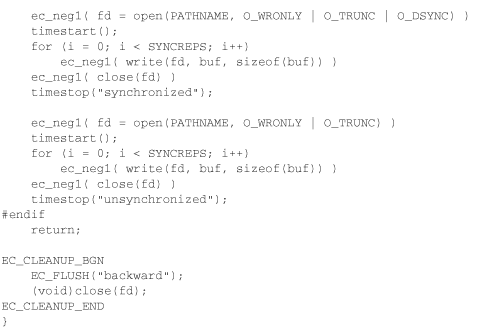 ec_neg1( fd = open(PATHNAME, O_WRONLY | O_TRUNC | O_DSYNC) )
    timestart();
    for (i = 0; i < SYNCREPS; i++)
        ec_neg1( write(fd, buf, sizeof(buf)) )
    ec_neg1( close(fd) )
    timestop("synchronized");

    ec_neg1( fd = open(PATHNAME, O_WRONLY | O_TRUNC) )
    timestart();
    for (i = 0; i < SYNCREPS; i++)
        ec_neg1( write(fd, buf, sizeof(buf)) )
    ec_neg1( close(fd) )
    timestop("unsynchronized");
#endif
    return;

EC_CLEANUP_BGN
    EC_FLUSH("backward");
    (void)close(fd);
EC_CLEANUP_END
}